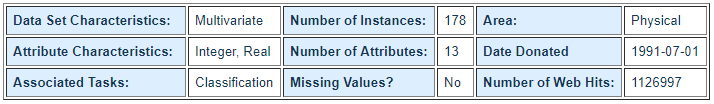 Data Set Characteristics: Multivariate Number of Instances: 178 Area: Physical
Attribute Characteristics: Integer, Real Number of Attributes: 13 Date Donated 1991-07-01
Associated Tasks: Classification Missing Values? No Number of Web Hits: 1126997